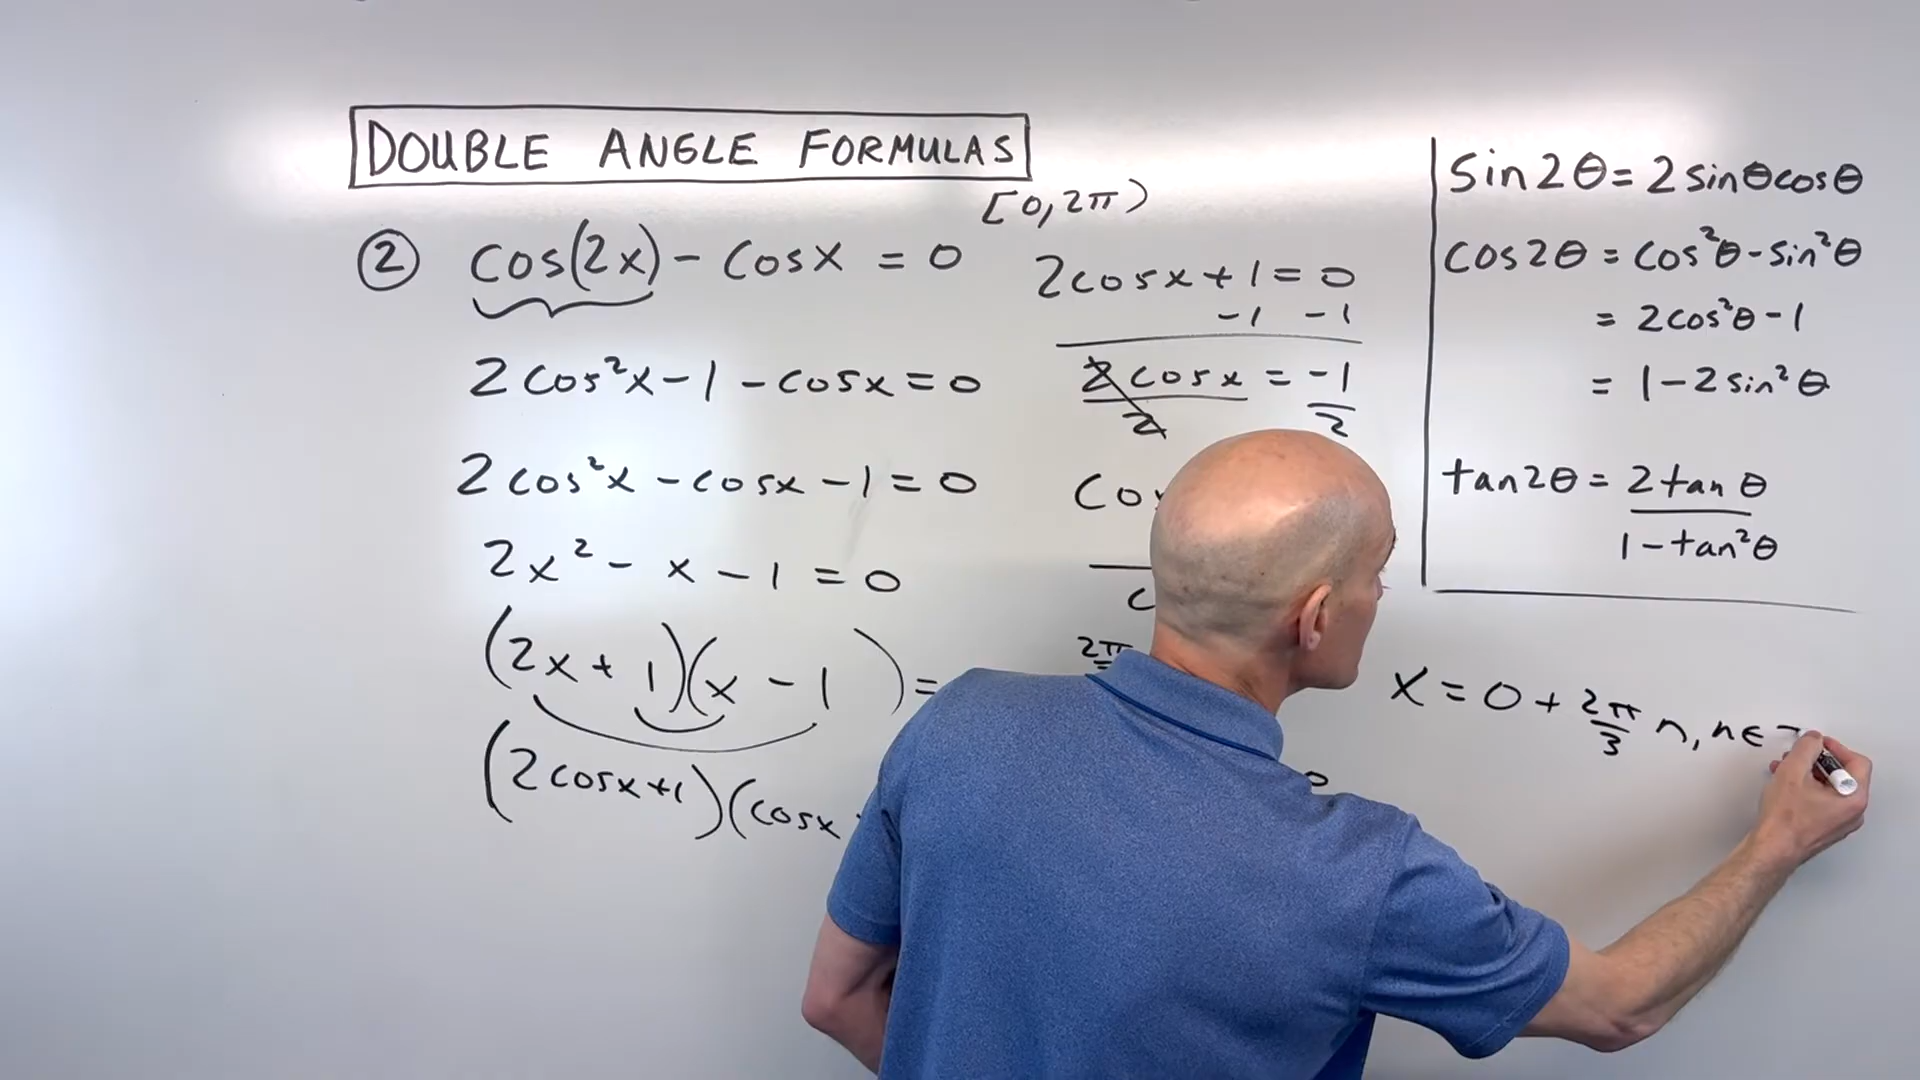 DOUBLE ANGLE FORMULAS
[0,2π)
② cos(2x) - cosx = 0
2cos²x - 1 - cosx = 0
2cos²x - cosx - 1 = 0
2x² - x - 1 = 0
(2x + 1)(x - 1) =
(2cosx+1)(cosx
2cosx + 1 = 0
-1 -1
2cosx = -1
2 2
2π
x = 0 + 2π/3 n, n∈
sin2θ = 2sinθcosθ
cos2θ = cos²θ - sin²θ
= 2cos²θ - 1
= 1 - 2sin²θ
tan2θ = 2tanθ
1 - tan²θ